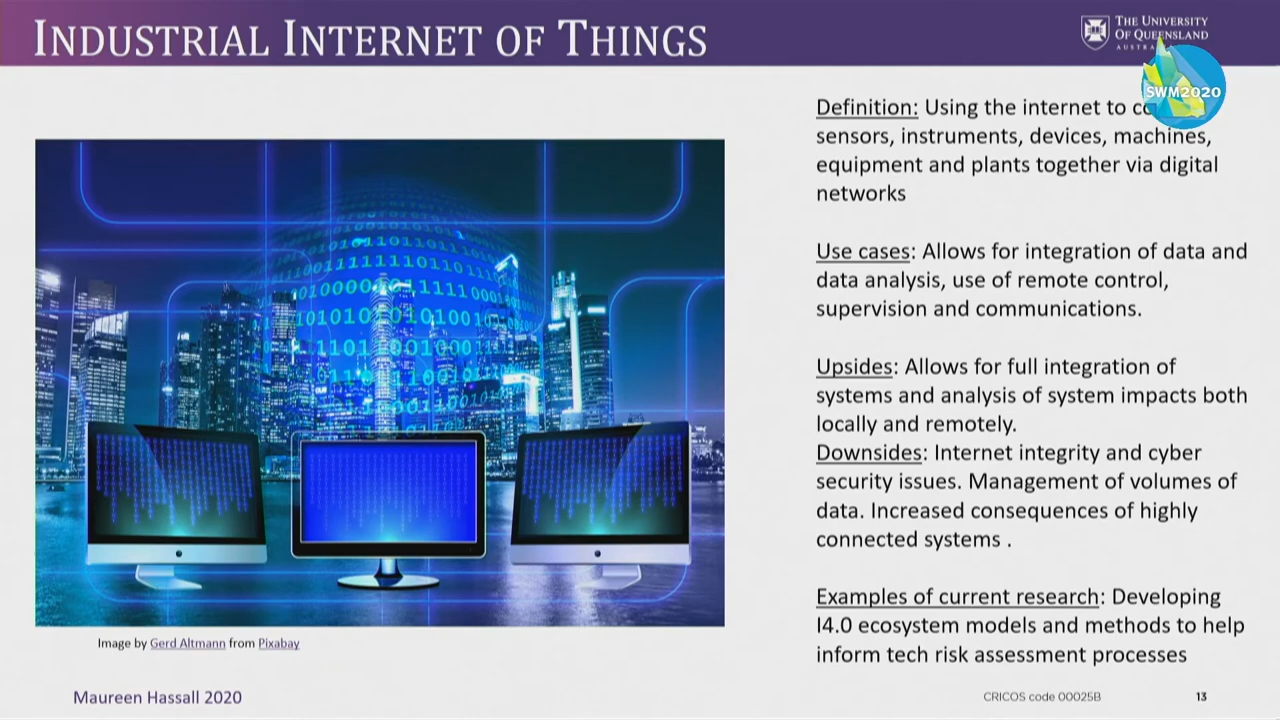 INDUSTRIAL INTERNET OF THINGS
THE UNIVERSITY
OF QUEENSLAND
SWM2020
Definition: Using the internet to
sensors, instruments, devices, machines,
equipment and plants together via digital
networks
Use cases: Allows for integration of data and
data analysis, use of remote control,
supervision and communications.
Upsides: Allows for full integration of
systems and analysis of system impacts both
locally and remotely.
Downsides: Internet integrity and cyber
security issues. Management of volumes of
data. Increased consequences of highly
connected systems .
Examples of current research: Developing
I4.0 ecosystem models and methods to help
inform tech risk assessment processes
Image by Gerd Altmann from Pixabay
Maureen Hassall 2020
CRICOS code 00025B
13